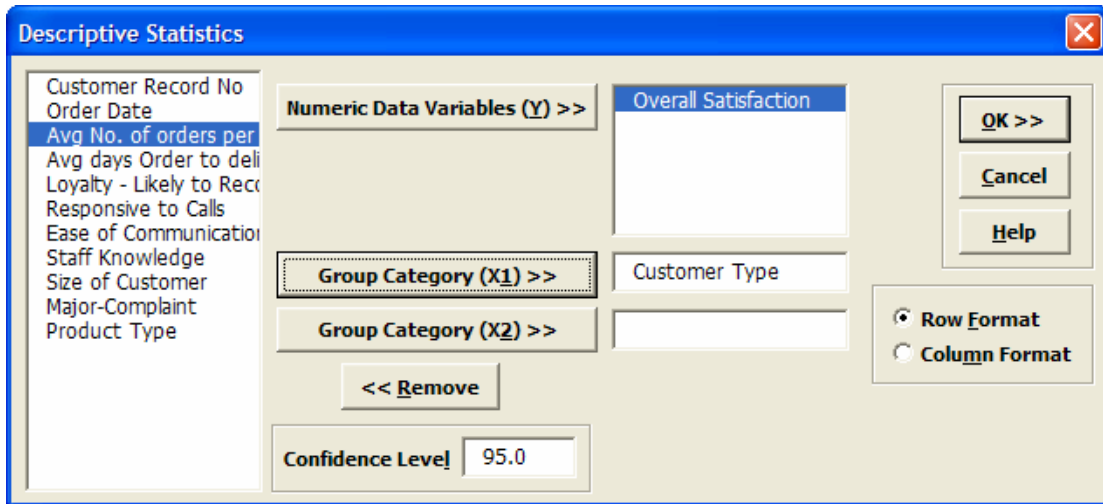 Descriptive Statistics
Customer Record No
Order Date
Avg No. of orders per
Avg days Order to deli
Loyalty - Likely to Reco
Responsive to Calls
Ease of Communication
Staff Knowledge
Size of Customer
Major-Complaint
Product Type
Numeric Data Variables (Y) >>
Overall Satisfaction
Group Category (X1) >>
Customer Type
Group Category (X2) >>
<< Remove
Confidence Level 95.0
OK >>
Cancel
Help
Row Format
Column Format